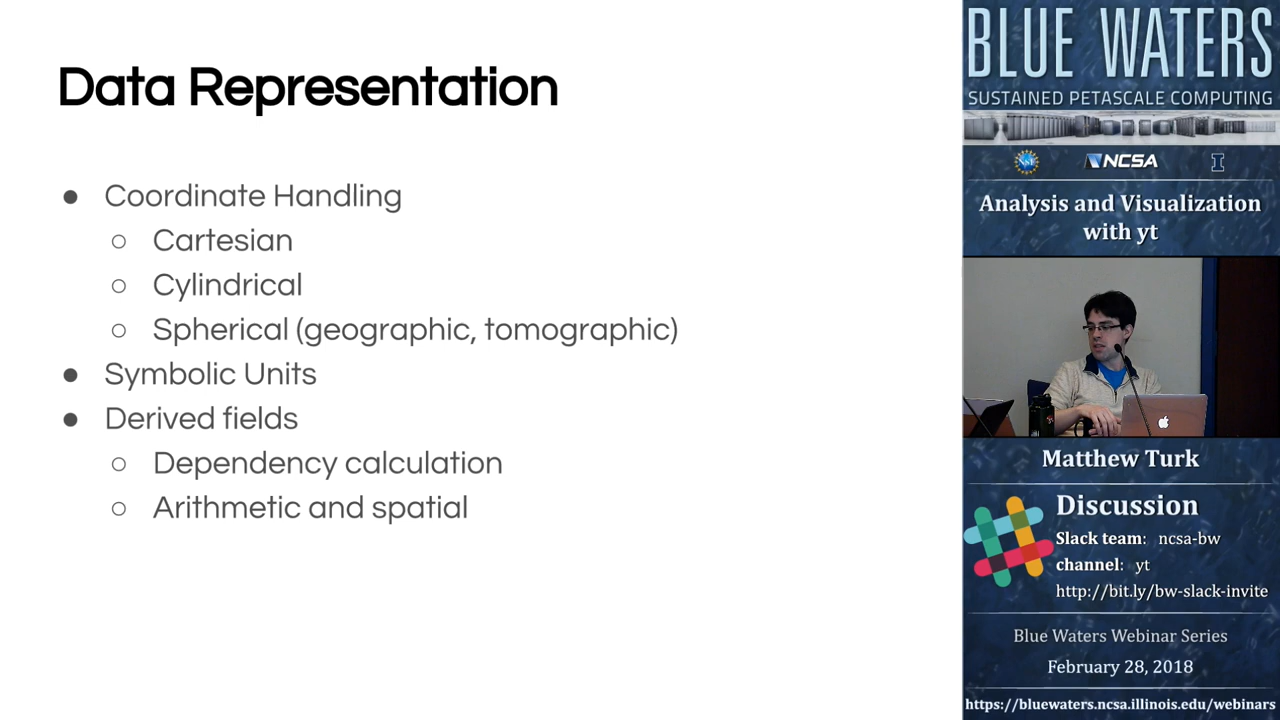 Data Representation
● Coordinate Handling
○ Cartesian
○ Cylindrical
○ Spherical (geographic, tomographic)
● Symbolic Units
● Derived fields
○ Dependency calculation
○ Arithmetic and spatial
BLUE WATERS
SUSTAINED PETASCALE COMPUTING
NSF NCSA I
Analysis and Visualization
with yt
Matthew Turk
Discussion
Slack team: ncsa-bw
channel: yt
http://bit.ly/bw-slack-invite
Blue Waters Webinar Series
February 28, 2018
https://bluewaters.ncsa.illinois.edu/webinars